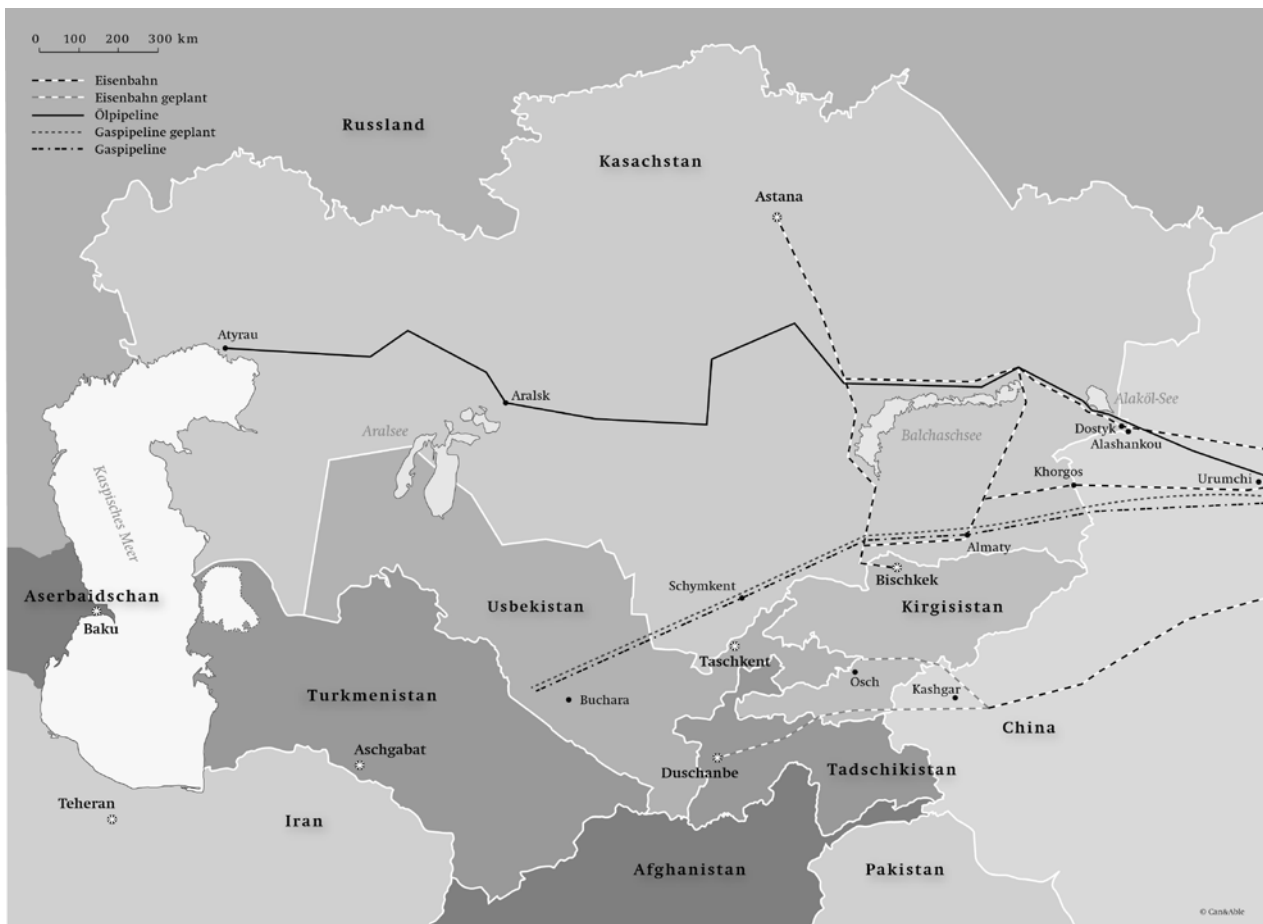 0 100 200 300 km
Eisenbahn
Eisenbahn geplant
Ölpipeline
Gaspipeline geplant
Gaspipeline
Russland
Kasachstan
Astana
Atyrau
Aralsk
Aralsee
Balchaschsee
Alaköl-See
Dostyk
Alashankou
Khorgos
Urumchi
Kaspisches Meer
Almaty
Bischkek
Schymkent
Aserbaidschan
Baku
Usbekistan
Kirgisistan
Taschkent
Osch
Kashgar
Turkmenistan
Buchara
China
Aschgabat
Duschanbe
Tadschikistan
Teheran
Iran
Afghanistan
Pakistan
© Cars&Able